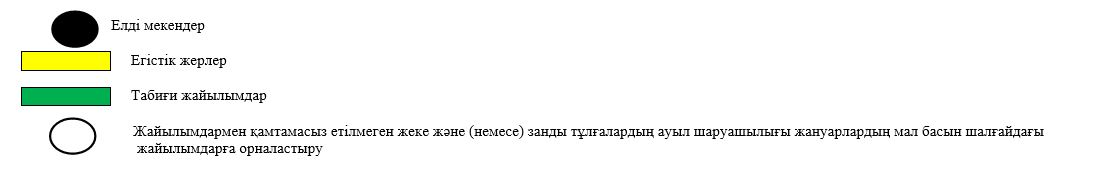 Елді мекендер
Егістік жерлер
Табиғи жайылымдар
Жайылымдармен қамтамасыз етілмеген жеке және (немесе) занды тұлғалардың ауыл шаруашылығы жануарлардың мал басын шалғайдағы
жайылымдарға орналастыру